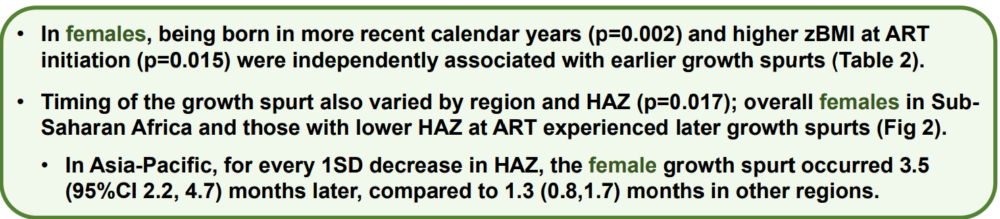 • In females, being born in more recent calendar years (p=0.002) and higher zBMI at ART
initiation (p=0.015) were independently associated with earlier growth spurts (Table 2).
• Timing of the growth spurt also varied by region and HAZ (p=0.017); overall females in Sub-
Saharan Africa and those with lower HAZ at ART experienced later growth spurts (Fig 2).
• In Asia-Pacific, for every 1SD decrease in HAZ, the female growth spurt occurred 3.5
(95%CI 2.2, 4.7) months later, compared to 1.3 (0.8,1.7) months in other regions.